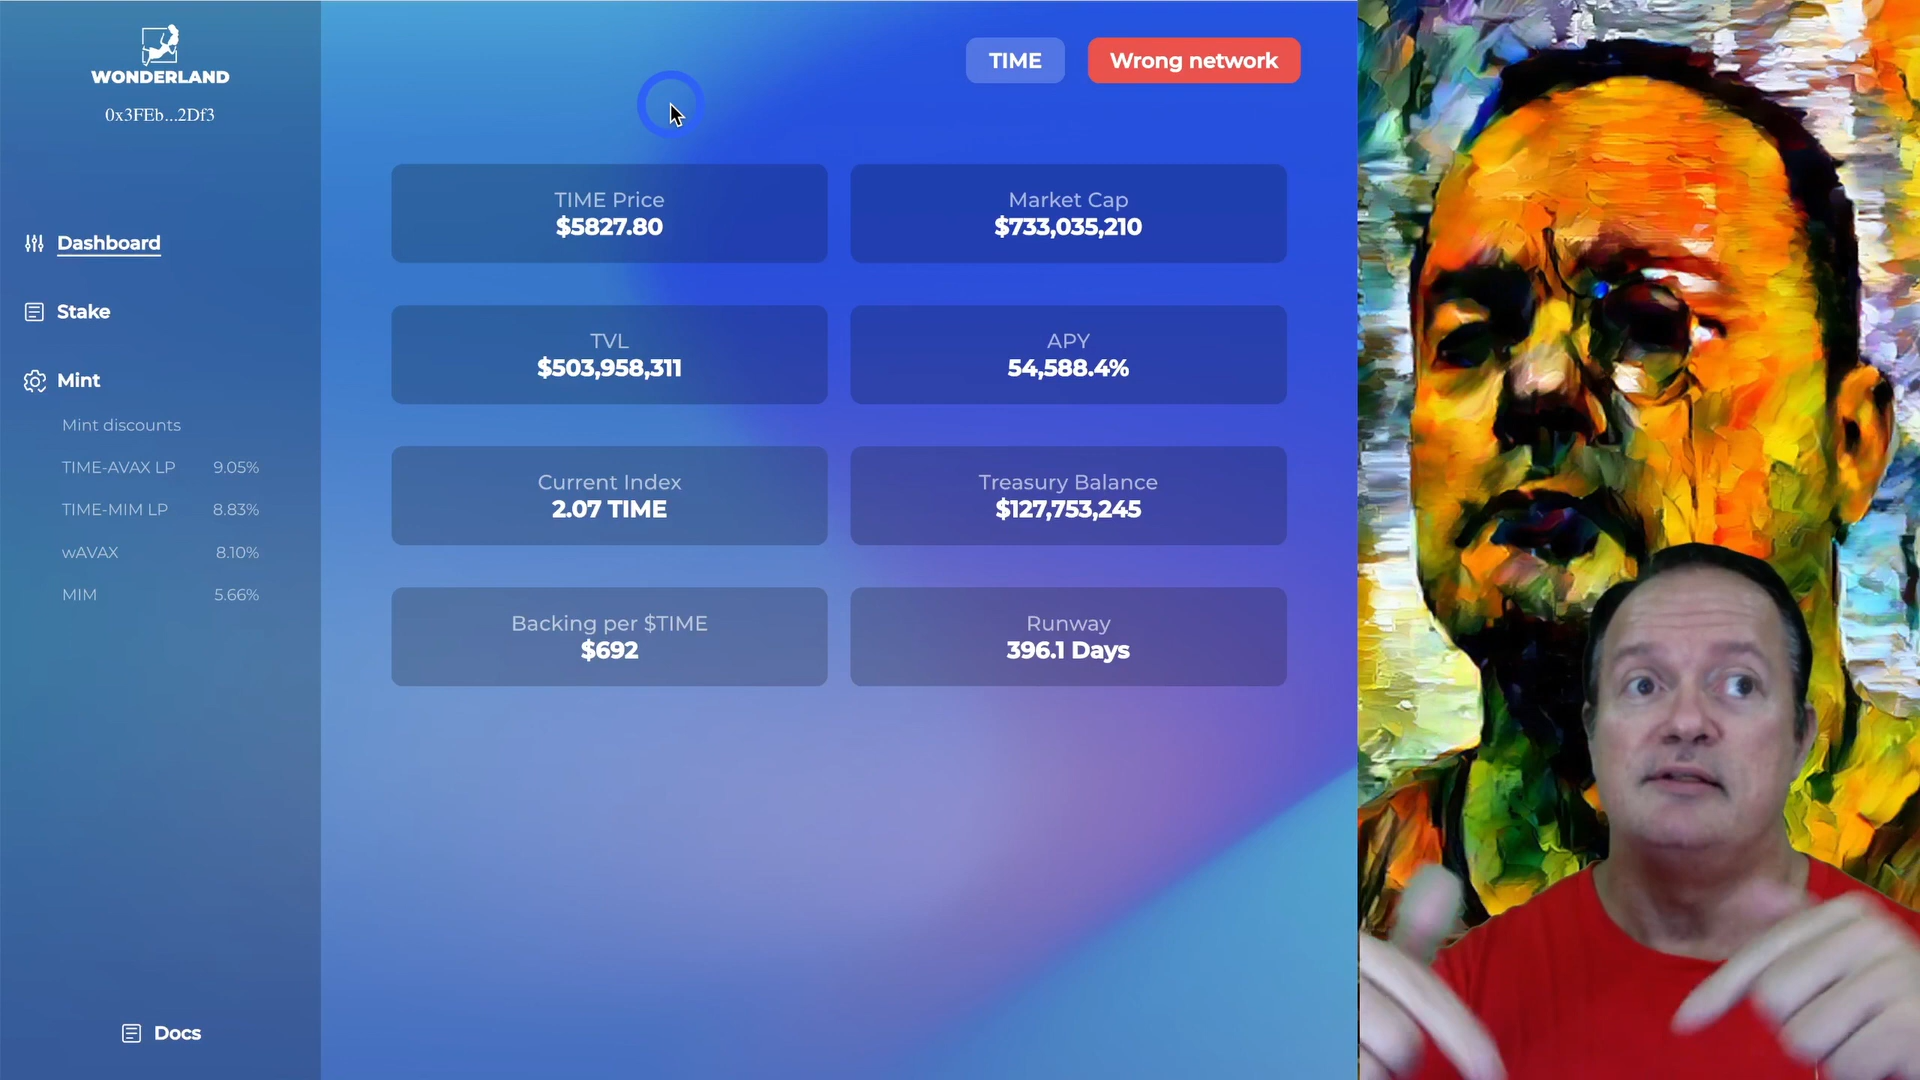 WONDERLAND
0x3FEb...2Df3
Dashboard
Stake
Mint
Mint discounts
TIME-AVAX LP 9.05%
TIME-MIM LP 8.83%
wAVAX 8.10%
MIM 5.66%
Docs
TIME
Wrong network
TIME Price
$5827.80
Market Cap
$733,035,210
TVL
$503,958,311
APY
54,588.4%
Current Index
2.07 TIME
Treasury Balance
$127,753,245
Backing per $TIME
$692
Runway
396.1 Days